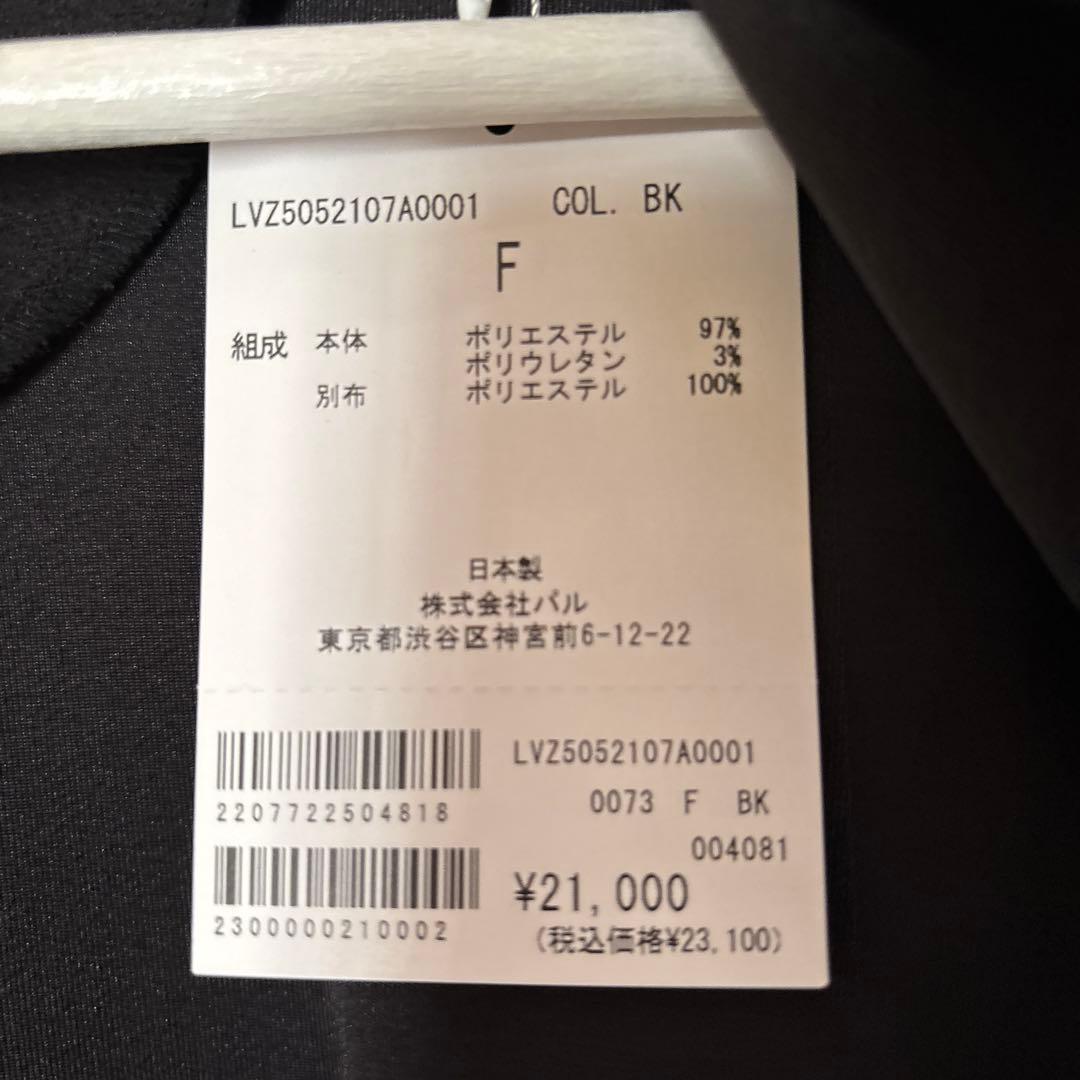 LVZ5052107A0001 COL. BK
F
組成 本体 ポリエステル 97%
ポリウレタン 3%
別布 ポリエステル 100%
日本製
株式会社パル
東京都渋谷区神宮前6-12-22
LVZ5052107A0001
2207722504818
0073 F BK
004081
¥21,000
2300000210002
(税込価格¥23,100)